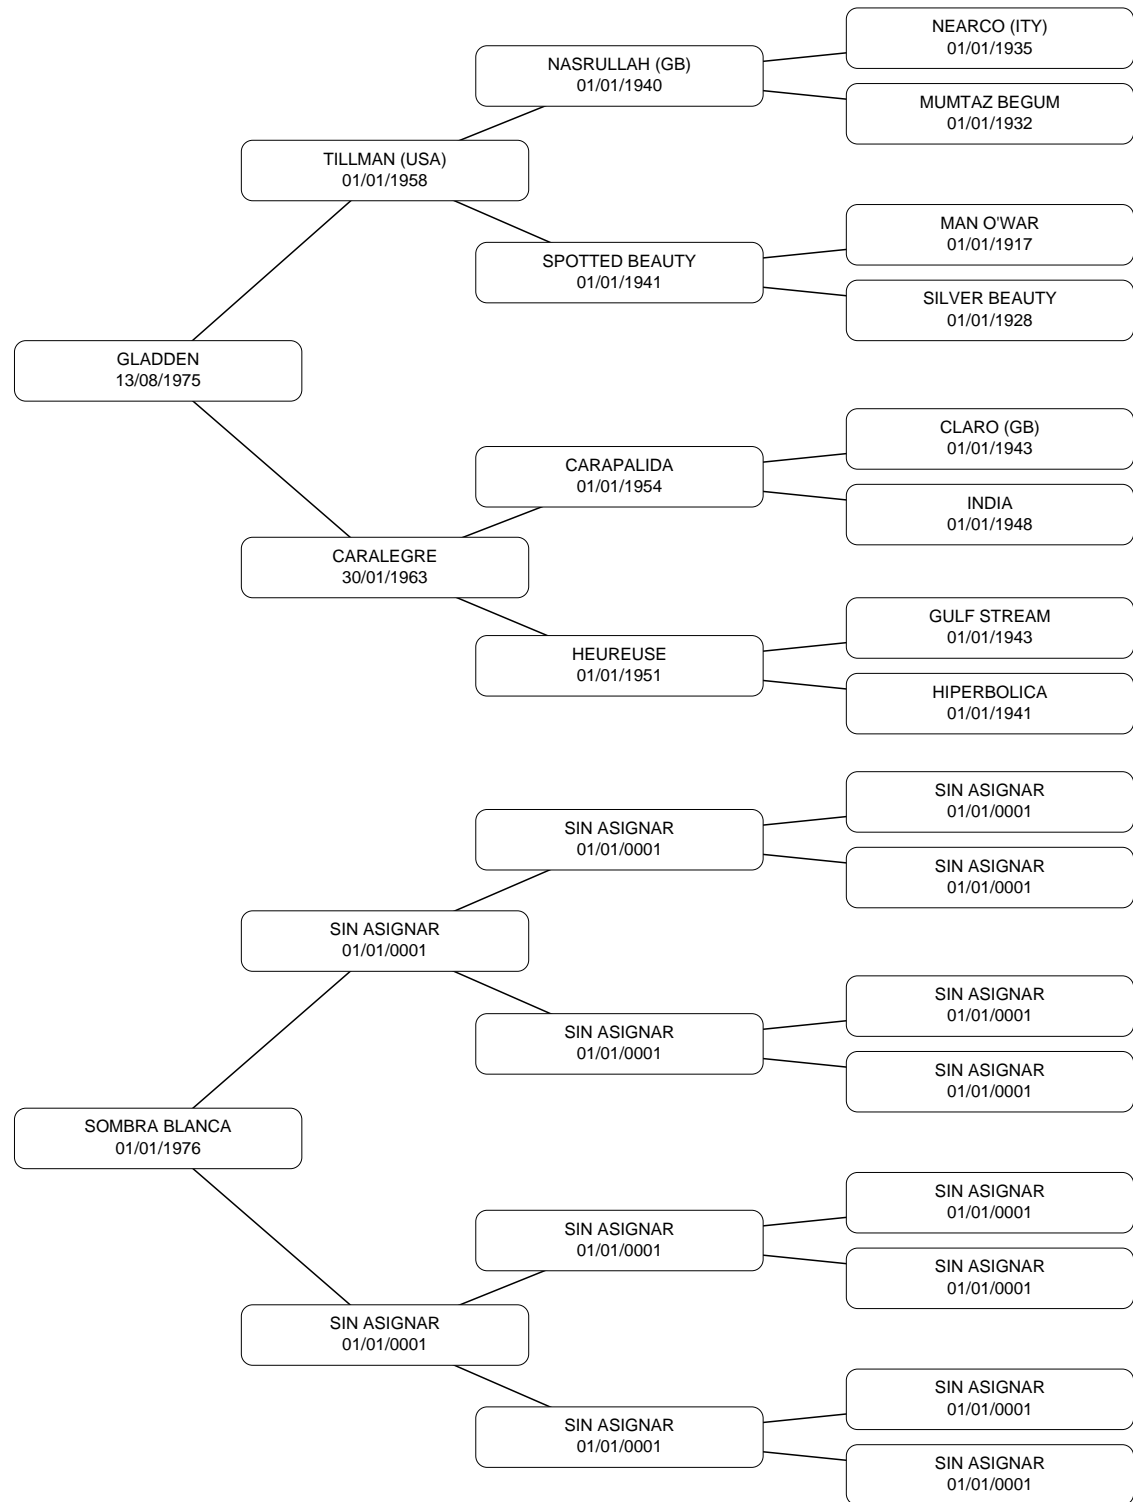 NEARCO (ITY)
01/01/1935
NASRULLAH (GB)
01/01/1940
MUMTAZ BEGUM
01/01/1932
TILLMAN (USA)
01/01/1958
MAN O'WAR
01/01/1917
SPOTTED BEAUTY
01/01/1941
SILVER BEAUTY
01/01/1928
GLADDEN
13/08/1975
CLARO (GB)
01/01/1943
CARAPALIDA
01/01/1954
INDIA
01/01/1948
CARALEGRE
30/01/1963
GULF STREAM
01/01/1943
HEUREUSE
01/01/1951
HIPERBOLICA
01/01/1941
SIN ASIGNAR
01/01/0001
SIN ASIGNAR
01/01/0001
SIN ASIGNAR
01/01/0001
SIN ASIGNAR
01/01/0001
SIN ASIGNAR
01/01/0001
SIN ASIGNAR
01/01/0001
SIN ASIGNAR
01/01/0001
SOMBRA BLANCA
01/01/1976
SIN ASIGNAR
01/01/0001
SIN ASIGNAR
01/01/0001
SIN ASIGNAR
01/01/0001
SIN ASIGNAR
01/01/0001
SIN ASIGNAR
01/01/0001
SIN ASIGNAR
01/01/0001
SIN ASIGNAR
01/01/0001